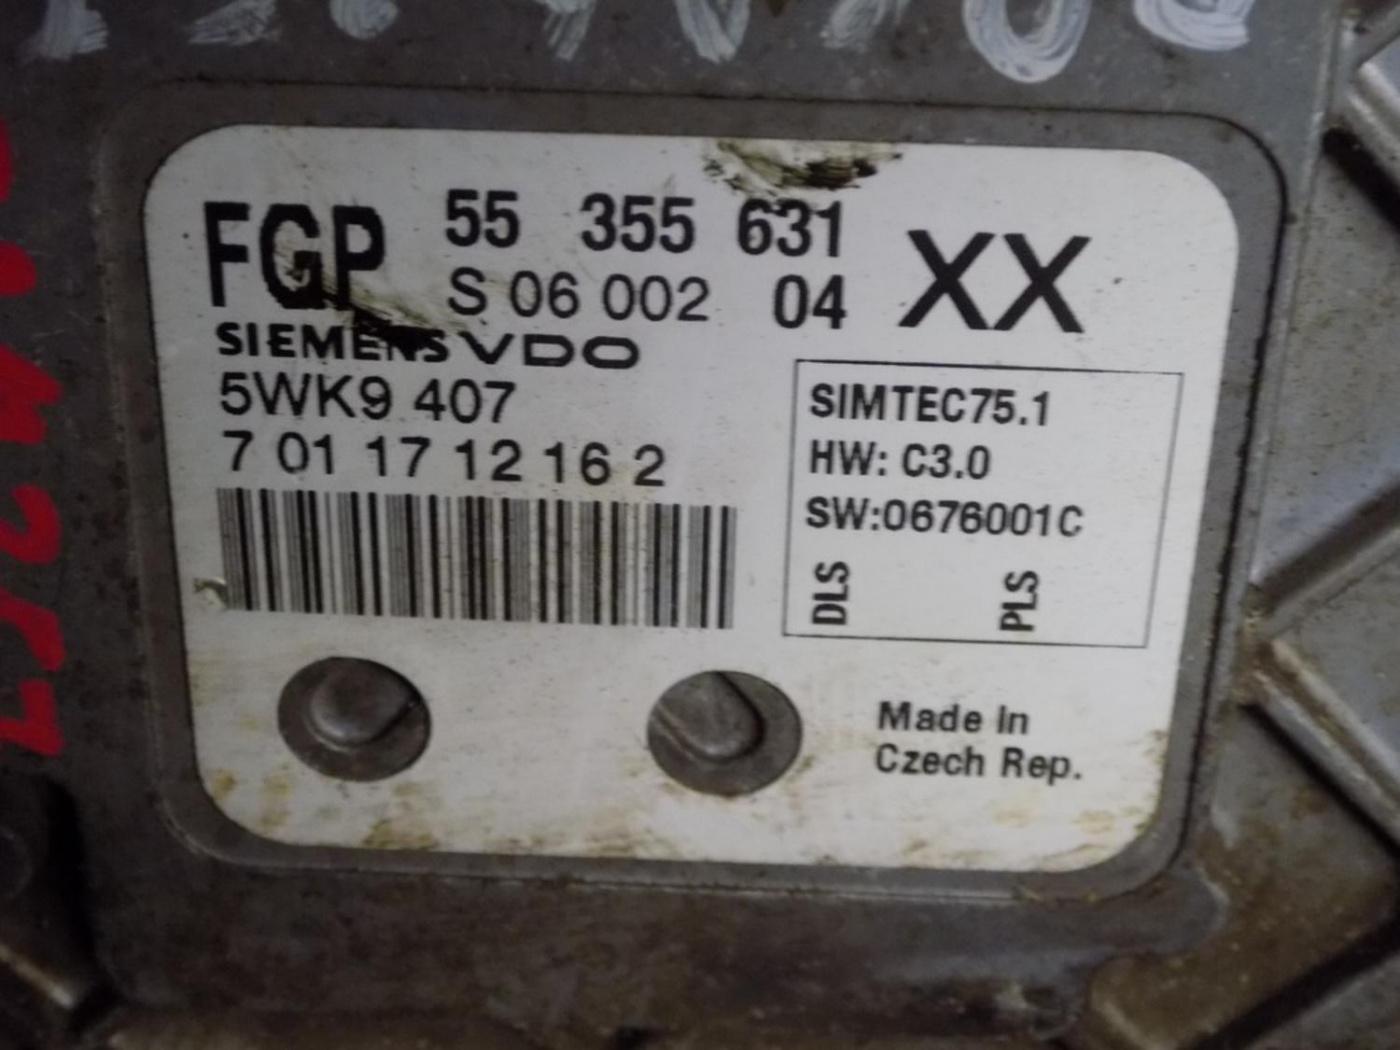 FGP 55 355 631 XX
S 06 002 04
SIEMENS VDO
5WK9 407
7 01 17 12 16 2
SIMTEC75.1
HW: C3.0
SW:0676001C
DLS PLS
Made In
Czech Rep.